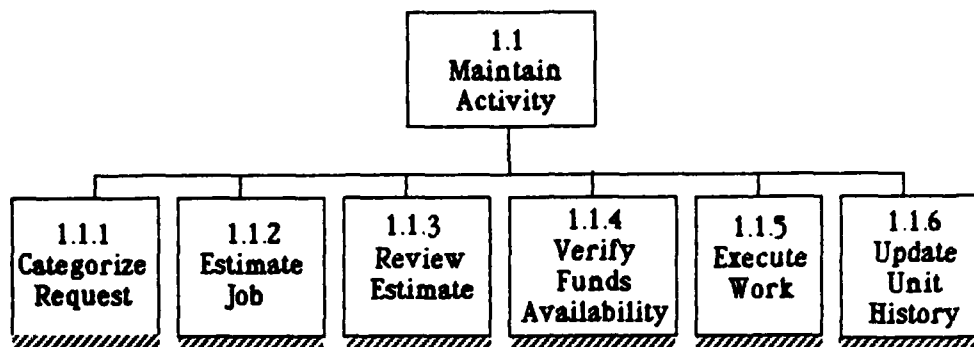 1.1
Maintain
Activity
1.1.1
Categorize
Request
1.1.2
Estimate
Job
1.1.3
Review
Estimate
1.1.4
Verify
Funds
Availability
1.1.5
Execute
Work
1.1.6
Update
Unit
History